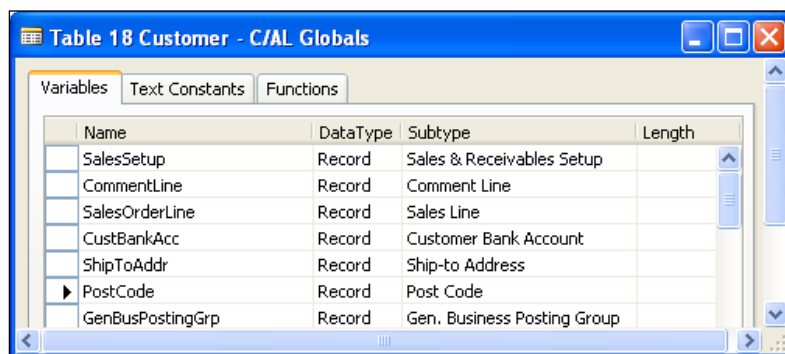 Table 18 Customer - C/AL Globals
Variables Text Constants Functions
Name DataType Subtype Length
SalesSetup Record Sales & Receivables Setup
CommentLine Record Comment Line
SalesOrderLine Record Sales Line
CustBankAcc Record Customer Bank Account
ShipToAddr Record Ship-to Address
PostCode Record Post Code
GenBusPostingGrp Record Gen. Business Posting Group